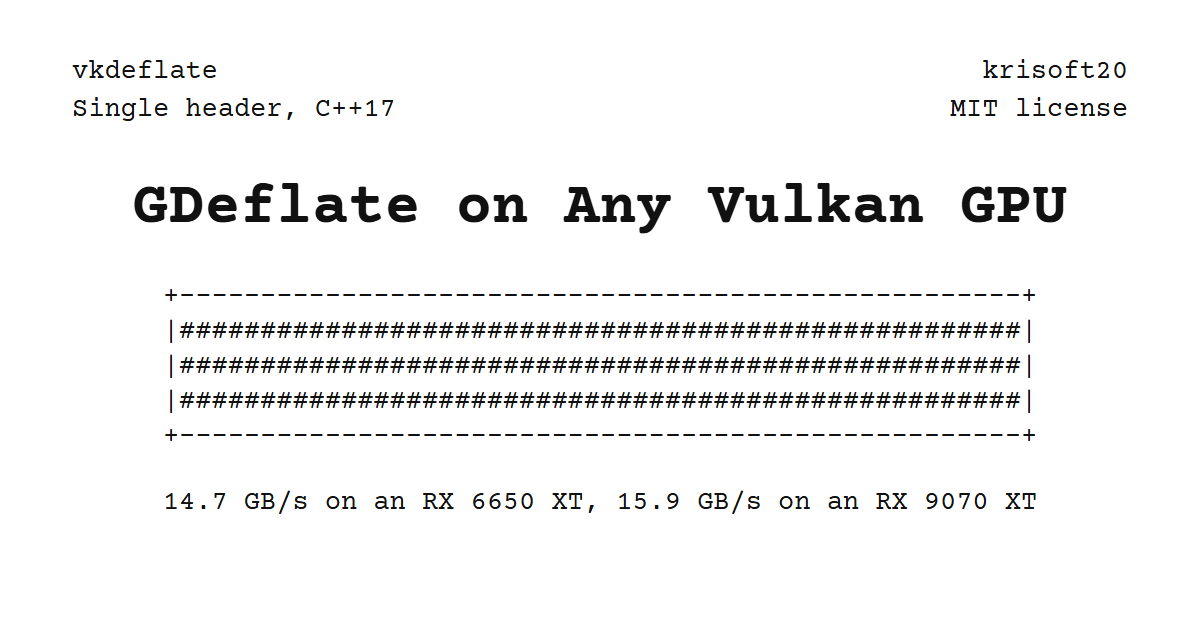 vkdeflate
krisoft20
Single header, C++17
MIT license
GDeflate on Any Vulkan GPU
+----------------------------------------------------+
|####################################################|
|####################################################|
|####################################################|
+----------------------------------------------------+
14.7 GB/s on an RX 6650 XT, 15.9 GB/s on an RX 9070 XT